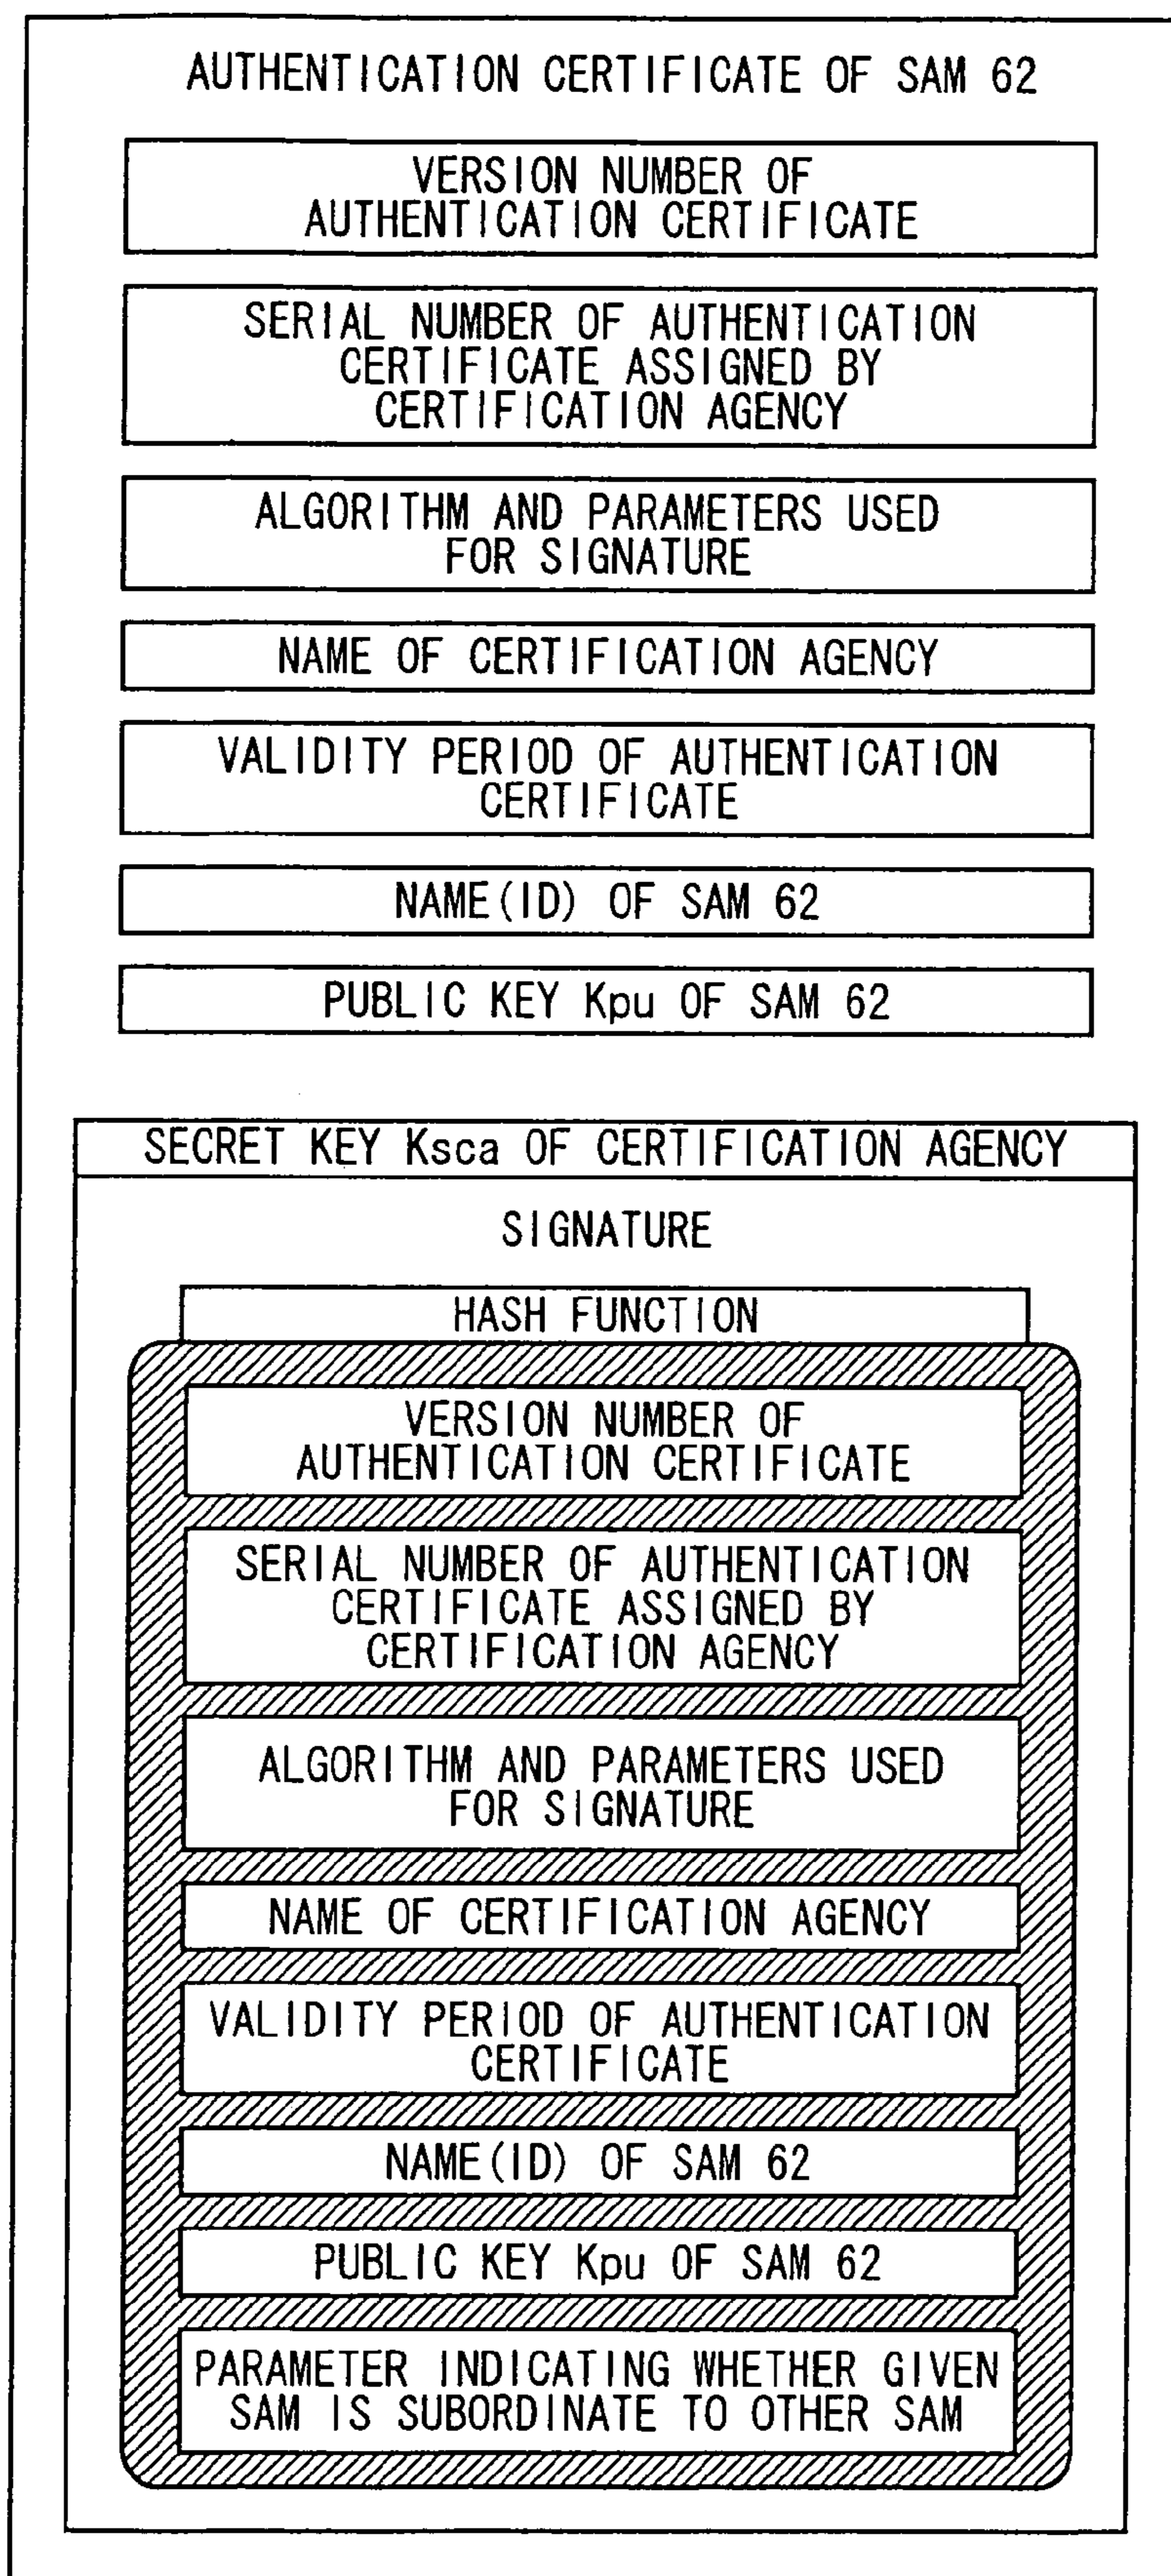 AUTHENTICATION CERTIFICATE OF SAM 62
VERSION NUMBER OF
AUTHENTICATION CERTIFICATE
SERIAL NUMBER OF AUTHENTICATION
CERTIFICATE ASSIGNED BY
CERTIFICATION AGENCY
ALGORITHM AND PARAMETERS USED
FOR SIGNATURE
NAME OF CERTIFICATION AGENCY
VALIDITY PERIOD OF AUTHENTICATION
CERTIFICATE
NAME(ID) OF SAM 62
PUBLIC KEY Kpu OF SAM 62
SECRET KEY Ksca OF CERTIFICATION AGENCY
SIGNATURE
HASH FUNCTION
VERSION NUMBER OF
AUTHENTICATION CERTIFICATE
SERIAL NUMBER OF AUTHENTICATION
CERTIFICATE ASSIGNED BY
CERTIFICATION AGENCY
ALGORITHM AND PARAMETERS USED
FOR SIGNATURE
NAME OF CERTIFICATION AGENCY
VALIDITY PERIOD OF AUTHENTICATION
CERTIFICATE
NAME(ID) OF SAM 62
PUBLIC KEY Kpu OF SAM 62
PARAMETER INDICATING WHETHER GIVEN
SAM IS SUBORDINATE TO OTHER SAM